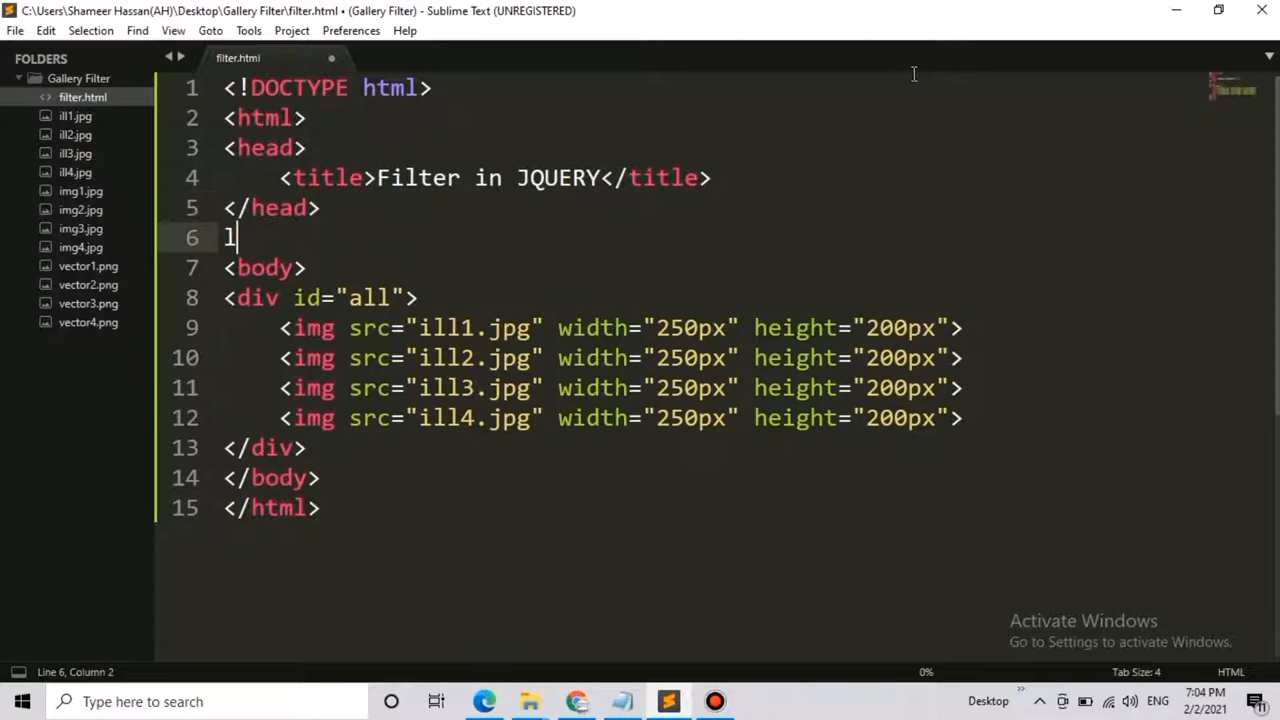 C:\Users\Shameer Hassan(AH)\Desktop\Gallery Filter\filter.html • (Gallery Filter) - Sublime Text (UNREGISTERED)
File Edit Selection Find View Goto Tools Project Preferences Help
FOLDERS
Gallery Filter
<> filter.html
ill1.jpg
ill2.jpg
ill3.jpg
ill4.jpg
img1.jpg
img2.jpg
img3.jpg
img4.jpg
vector1.png
vector2.png
vector3.png
vector4.png
filter.html
1 <!DOCTYPE html>
2 <html>
3 <head>
4 <title>Filter in JQUERY</title>
5 </head>
6 l
7 <body>
8 <div id="all">
9 <img src="ill1.jpg" width="250px" height="200px">
10 <img src="ill2.jpg" width="250px" height="200px">
11 <img src="ill3.jpg" width="250px" height="200px">
12 <img src="ill4.jpg" width="250px" height="200px">
13 </div>
14 </body>
15 </html>
Activate Windows
Go to Settings to activate Windows.
Line 6, Column 2 0% Tab Size: 4 HTML
Type here to search
Desktop » ENG
7:04 PM
2/2/2021